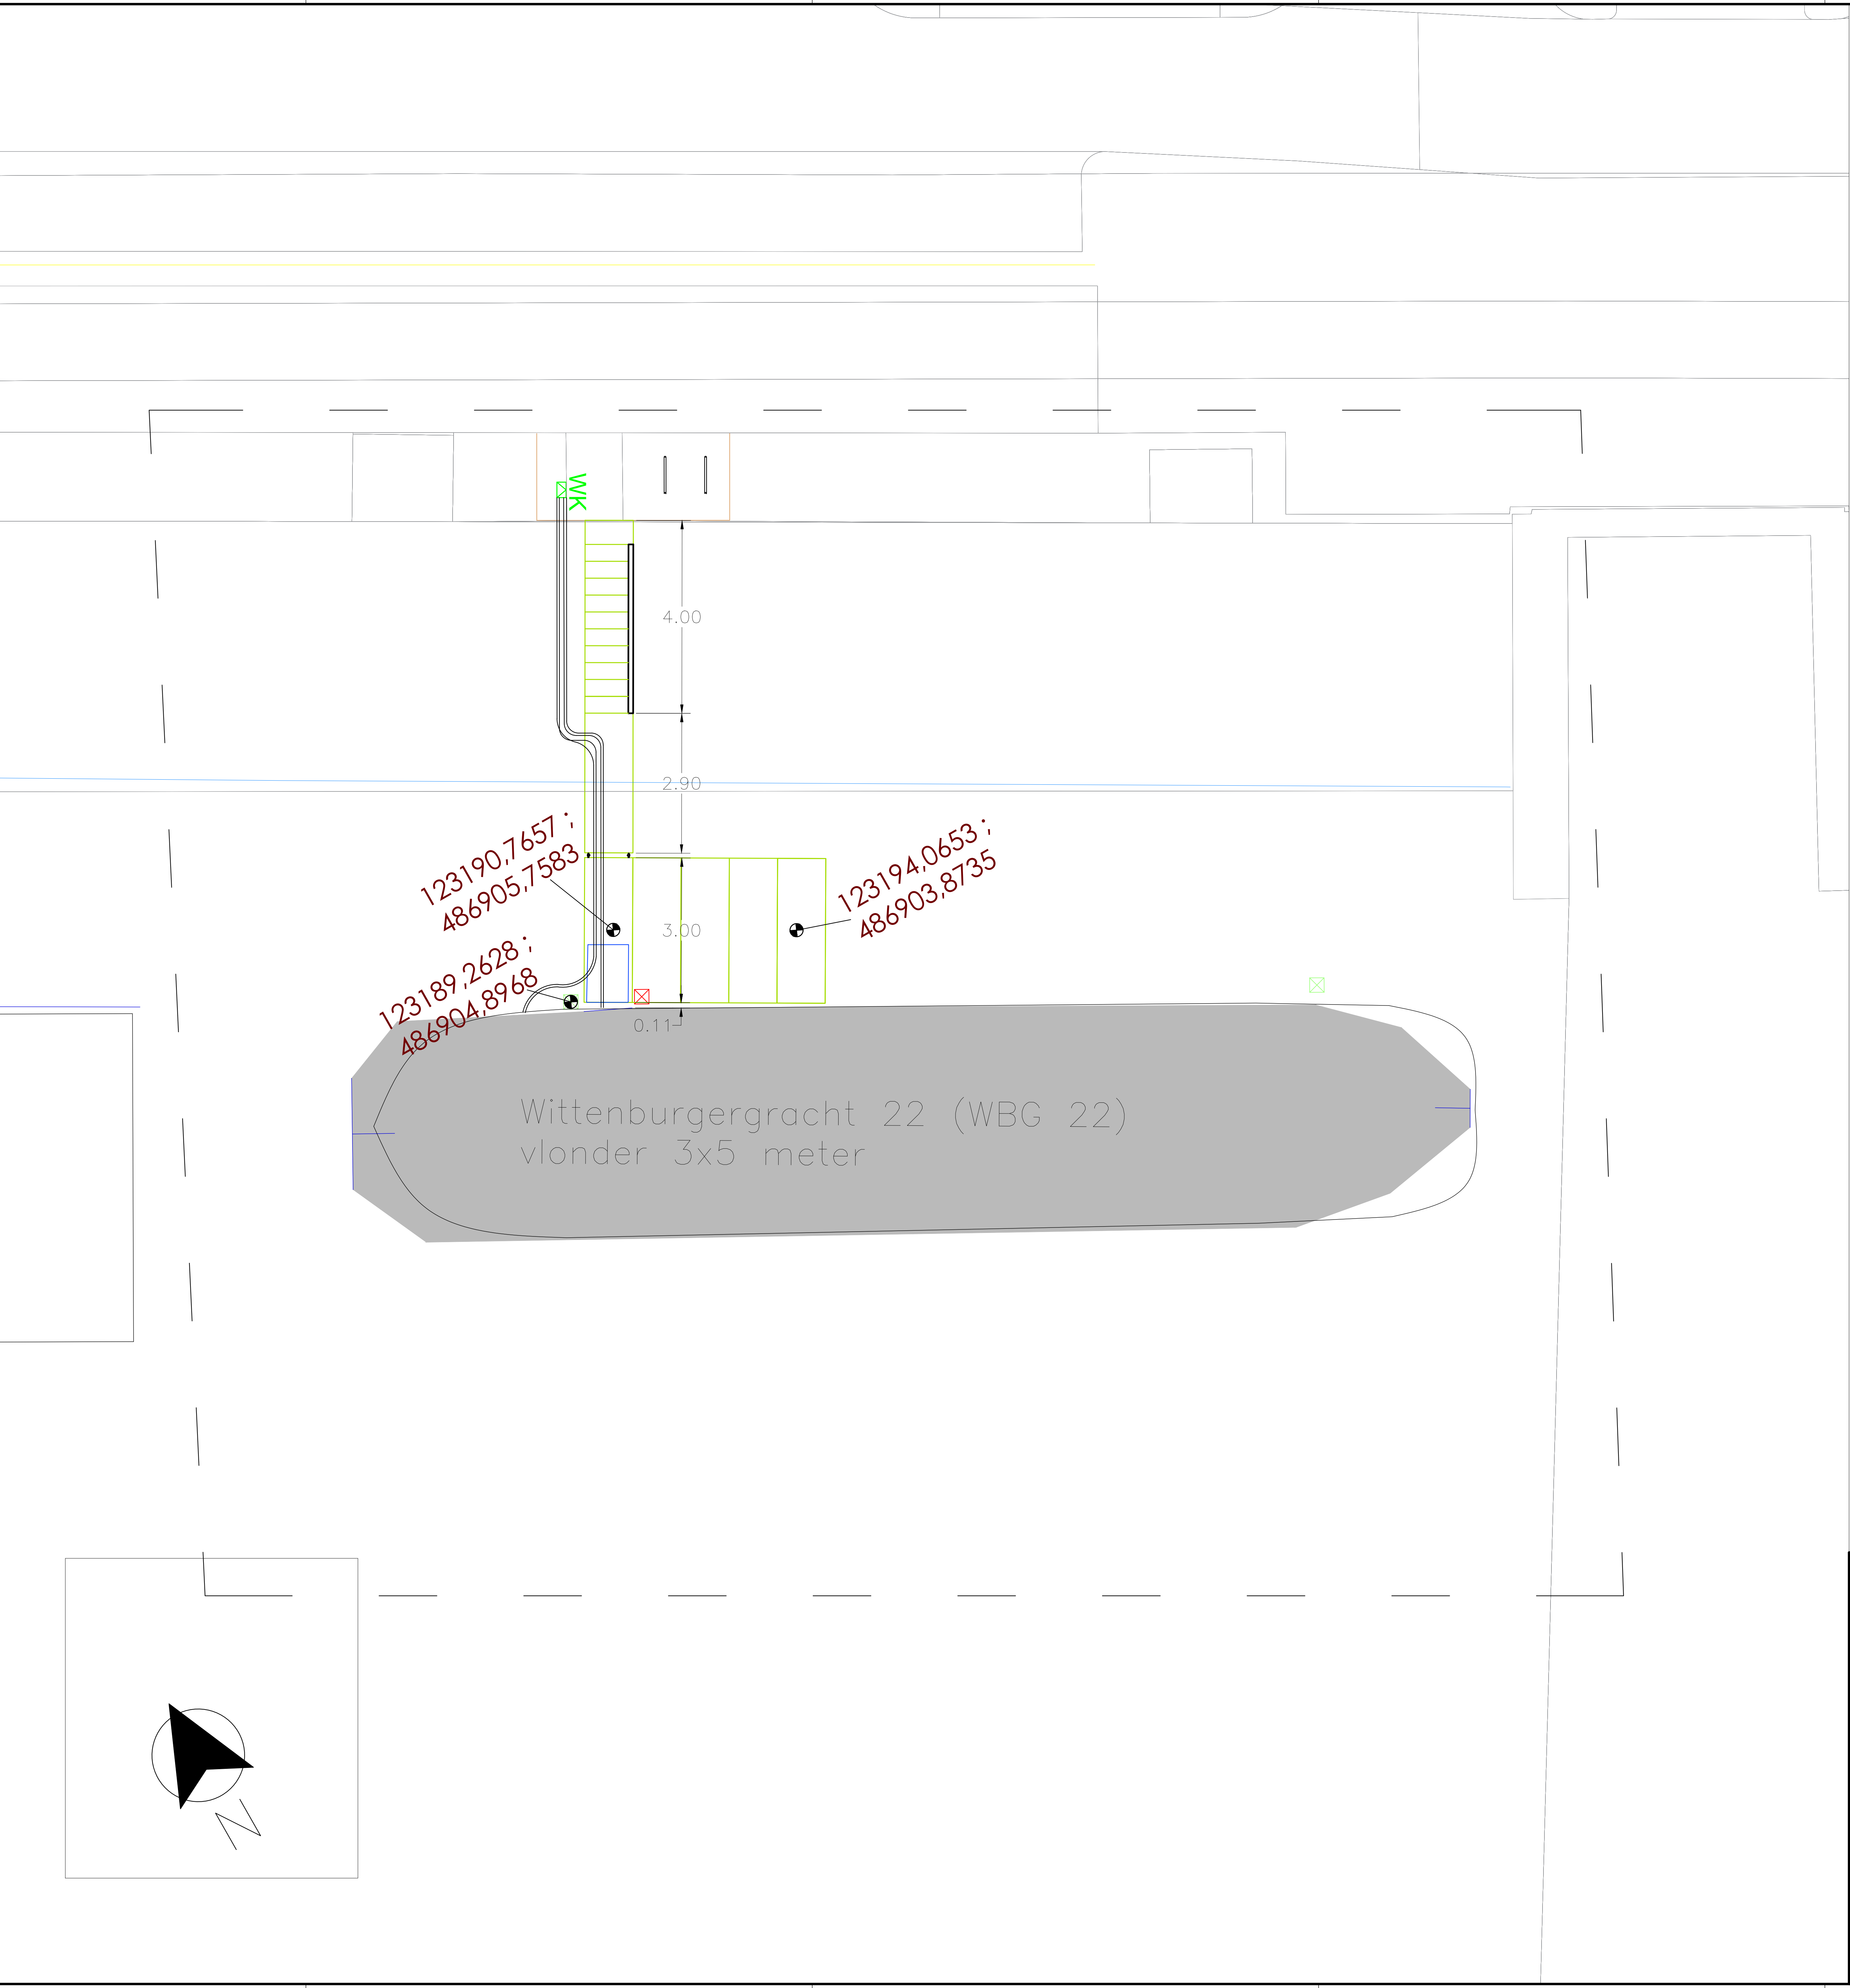 WK
4.00
2.90
123190,7657 ;
486905,7583
123194,0653 ;
486903,8735
3.00
123189,2628 ;
486904,8968
0.11
Wittenburgergracht 22 (WBG 22)
vlonder 3x5 meter
N